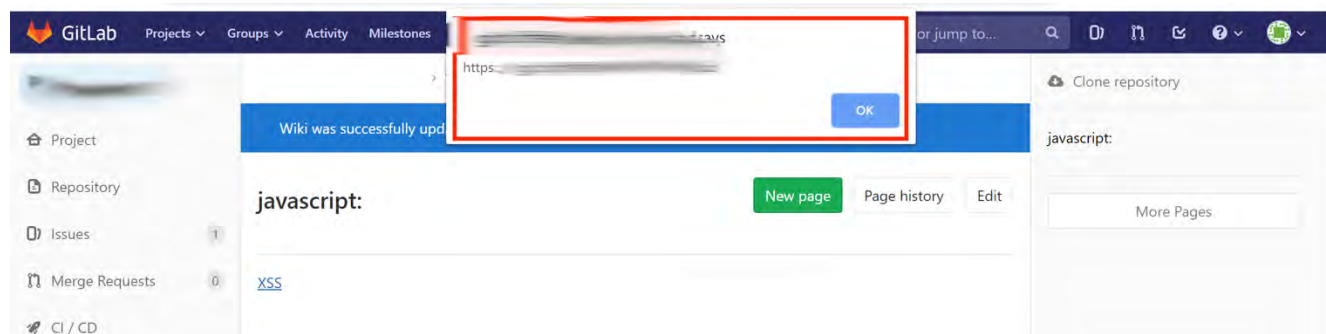 GitLab Projects Groups Activity Milestones or jump to...
says
https
OK
Clone repository
Project
Wiki was successfully upd
javascript:
Repository
javascript:
New page Page history Edit
More Pages
Issues 1
Merge Requests 0
XSS
CI / CD